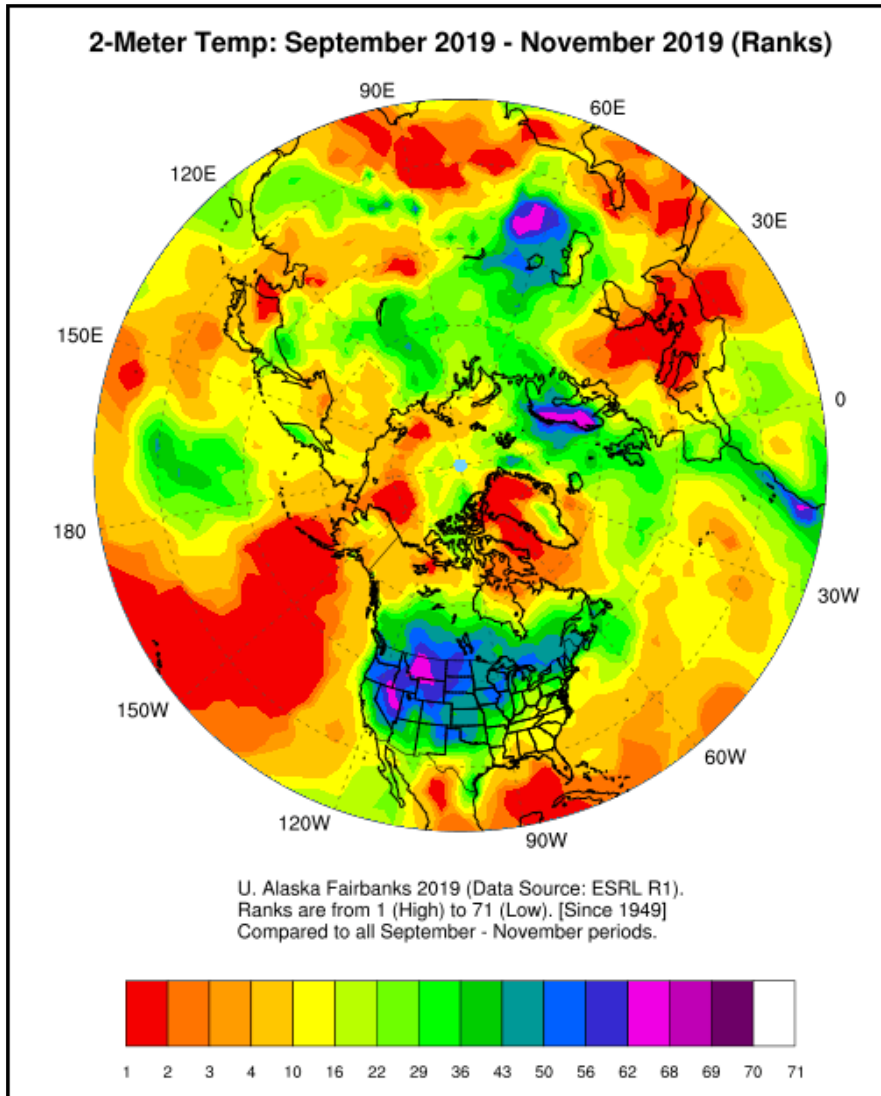 2-Meter Temp: September 2019 - November 2019 (Ranks)
90E
60E
120E
30E
150E
0
180
30W
150W
60W
120W
90W
U. Alaska Fairbanks 2019 (Data Source: ESRL R1).
Ranks are from 1 (High) to 71 (Low). [Since 1949]
Compared to all September - November periods.
1 2 3 4 10 16 22 29 36 43 50 56 62 68 69 70 71